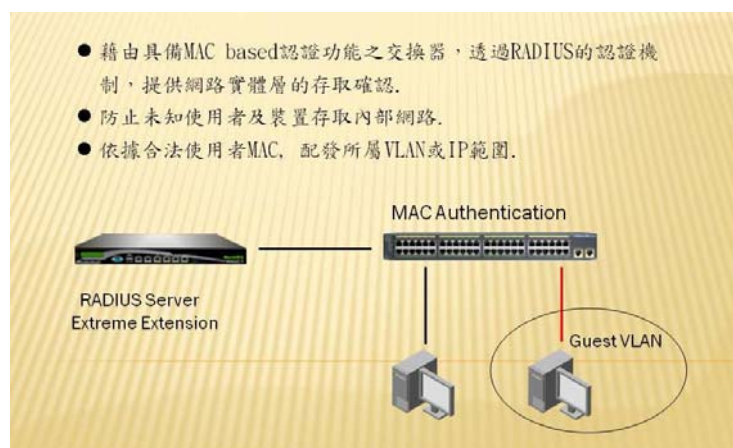 ● 藉由具備MAC based認證功能之交換器,透過RADIUS的認證機
制,提供網路實體層的存取確認.
● 防止未知使用者及裝置存取內部網路.
● 依據合法使用者MAC, 配發所屬VLAN或IP範圍.
MAC Authentication
RADIUS Server
Extreme Extension
Guest VLAN